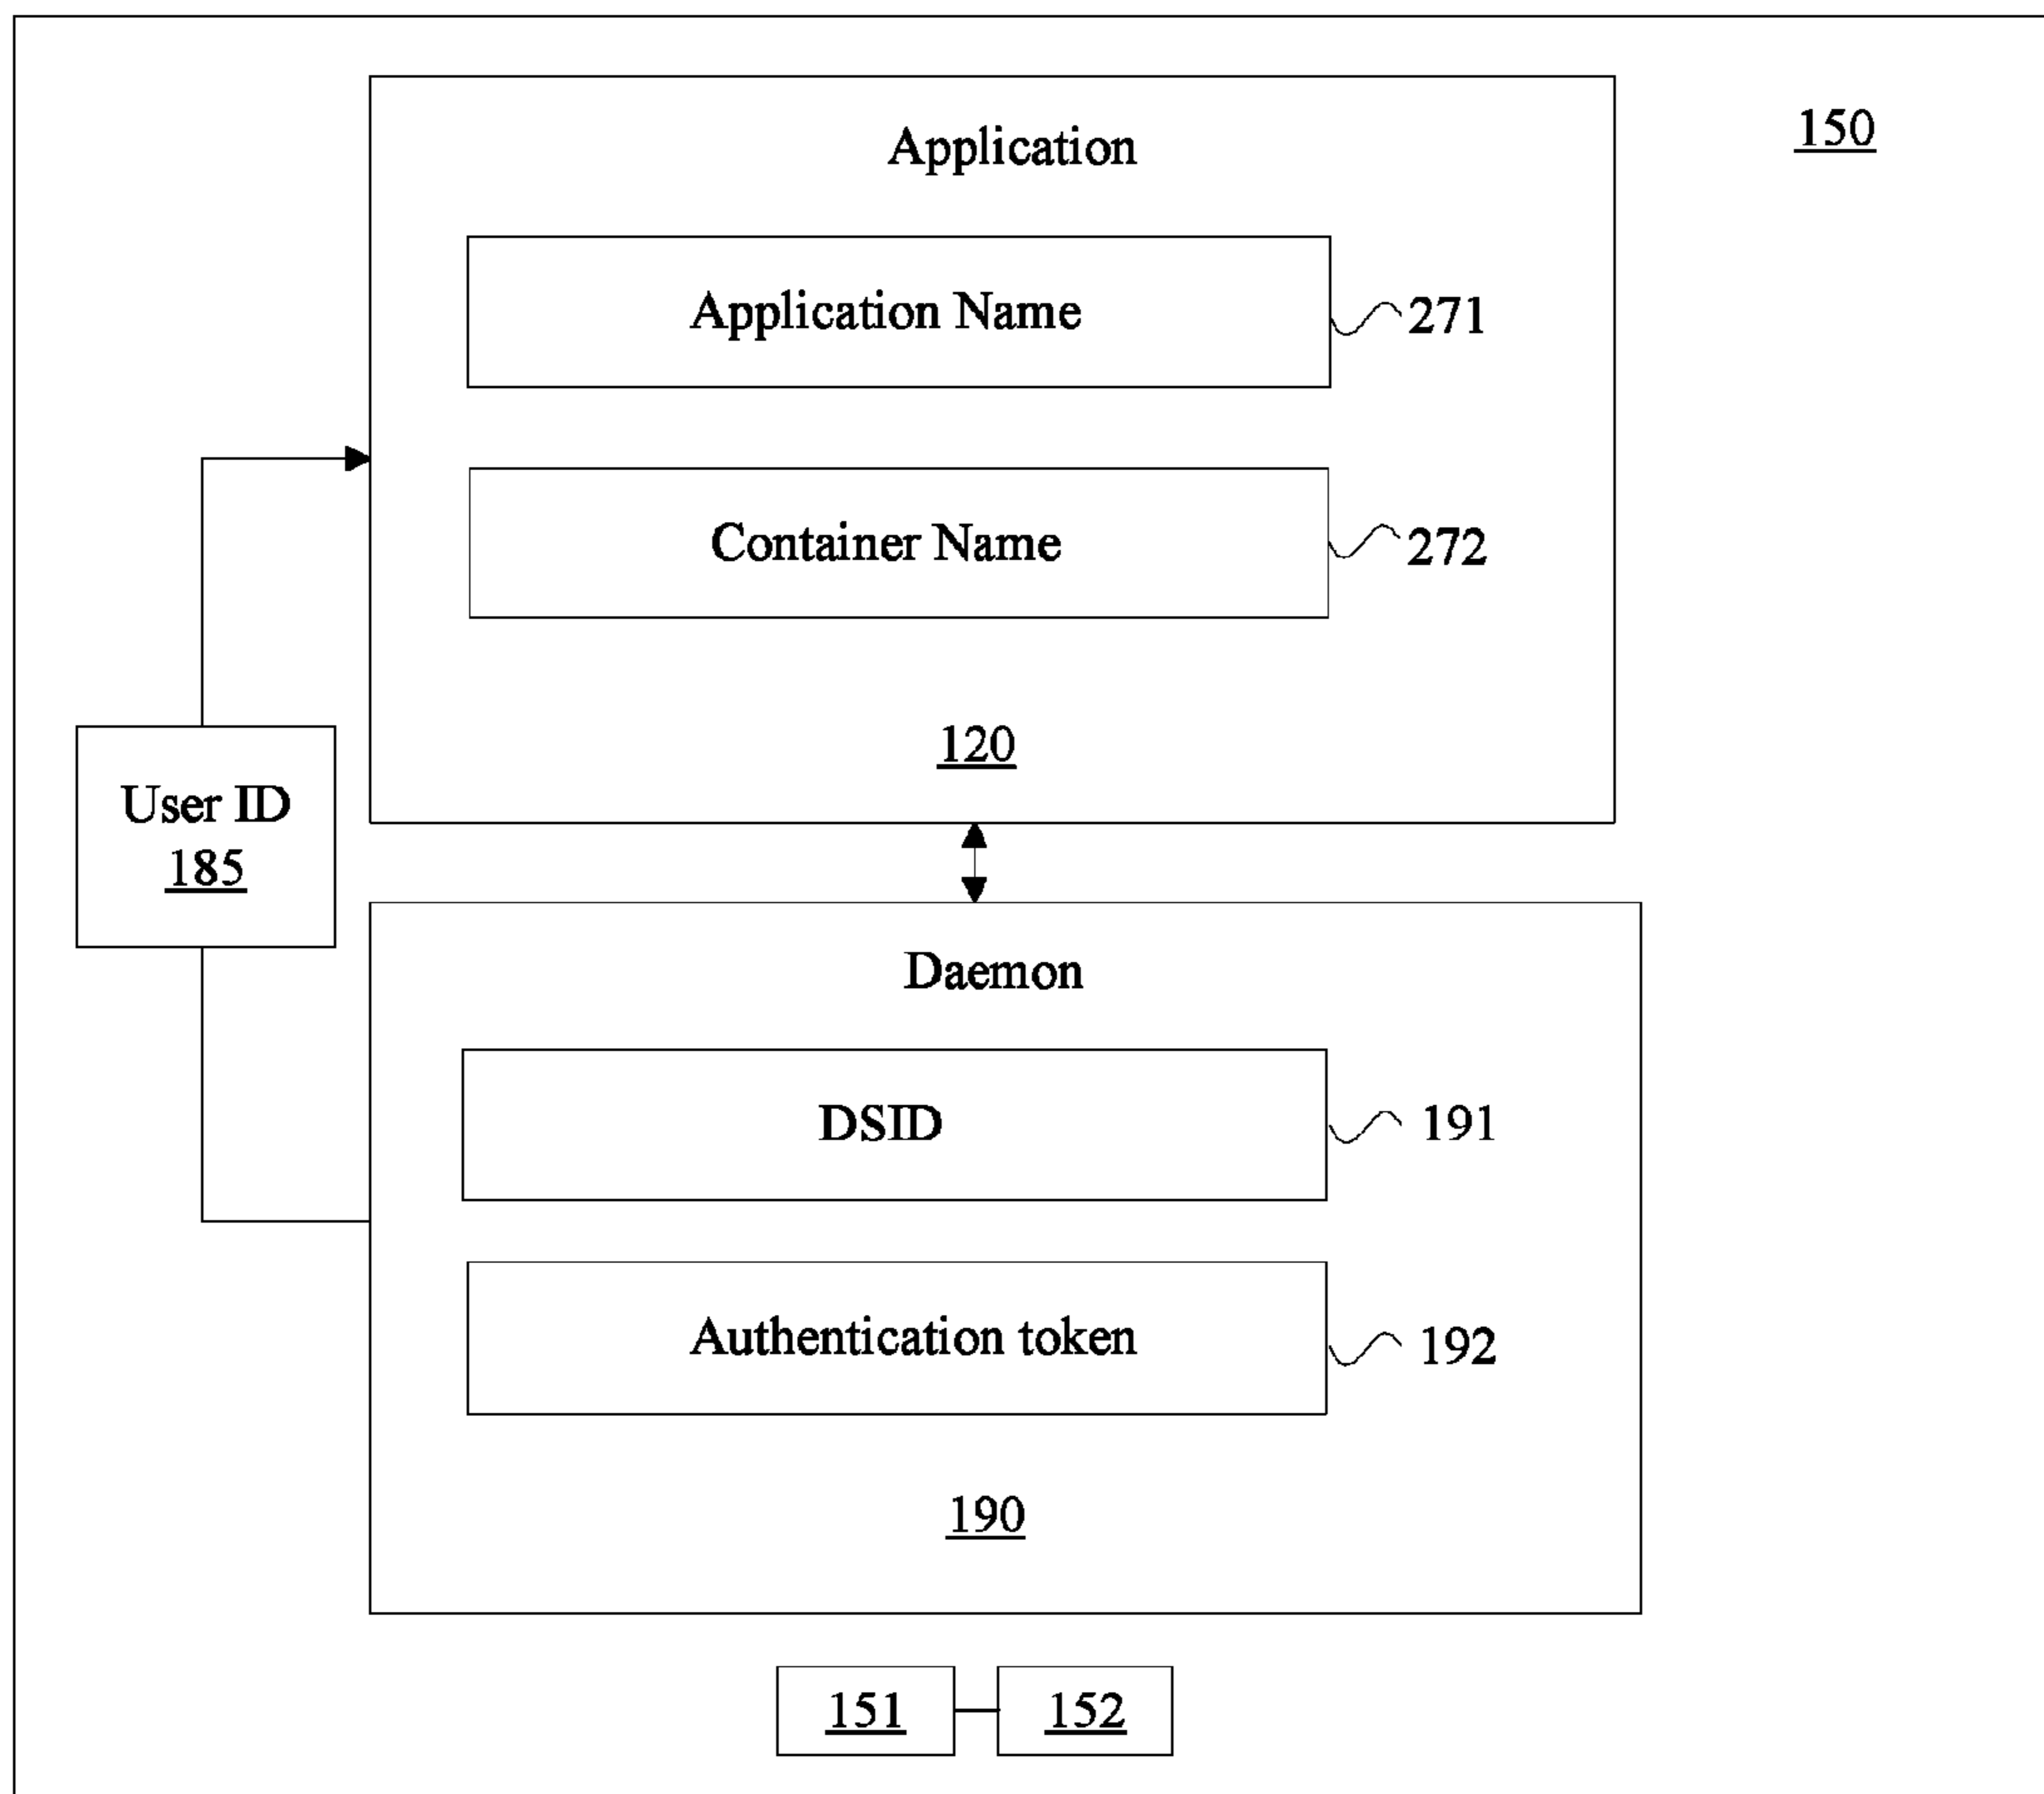 150
Application
Application Name
271
Container Name
272
120
User ID
185
Daemon
DSID
191
Authentication token
192
190
151
152